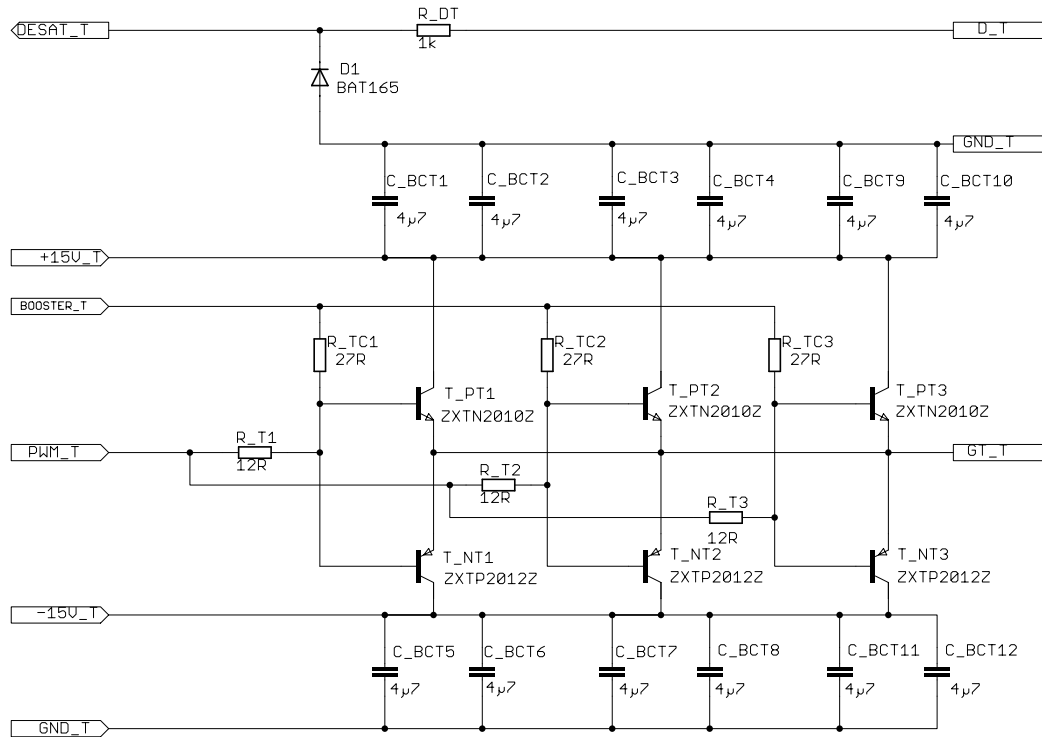 R_DT
DESAT_T
D_T
1k
D1
BAT165
GND_T
C_BCT1
C_BCT2
C_BCT3
C_BCT4
C_BCT9
C_BCT10
4µ7
4µ7
4µ7
4µ7
4µ7
4µ7
+15V_T
BOOSTER_T
R_TC1
27R
R_TC2
27R
R_TC3
27R
T_PT1
ZXTN2010Z
T_PT2
ZXTN2010Z
T_PT3
ZXTN2010Z
R_T1
PWM_T
12R
GT_T
R_T2
12R
R_T3
12R
T_NT1
ZXTP2012Z
T_NT2
ZXTP2012Z
T_NT3
ZXTP2012Z
-15V_T
C_BCT5
C_BCT6
C_BCT7
C_BCT8
C_BCT11
C_BCT12
4µ7
4µ7
4µ7
4µ7
4µ7
4µ7
GND_T